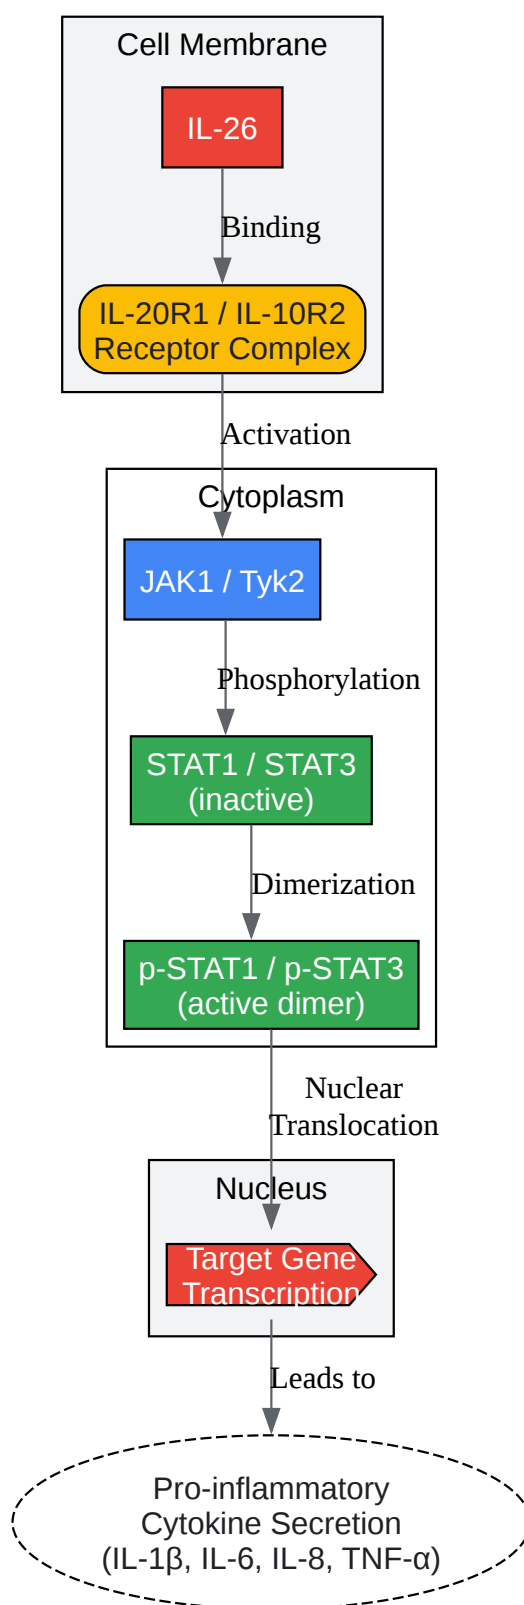 Cell Membrane
IL-26
Binding
IL-20R1 / IL-10R2
Receptor Complex
Activation
Cytoplasm
JAK1 / Tyk2
Phosphorylation
STAT1 / STAT3
(inactive)
Dimerization
p-STAT1 / p-STAT3
(active dimer)
Nuclear
Translocation
Nucleus
Target Gene
Transcription
Leads to
Pro-inflammatory
Cytokine Secretion
(IL-1β, IL-6, IL-8, TNF-α)